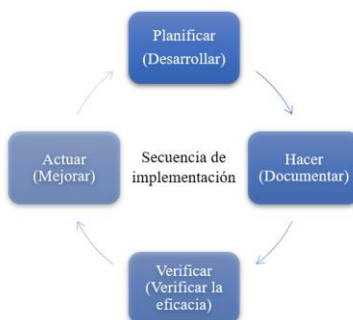 Planificar
(Desarrollar)
Actuar
(Mejorar)
Secuencia de
implementación
Hacer
(Documentar)
Verificar
(Verificar la
eficacia)